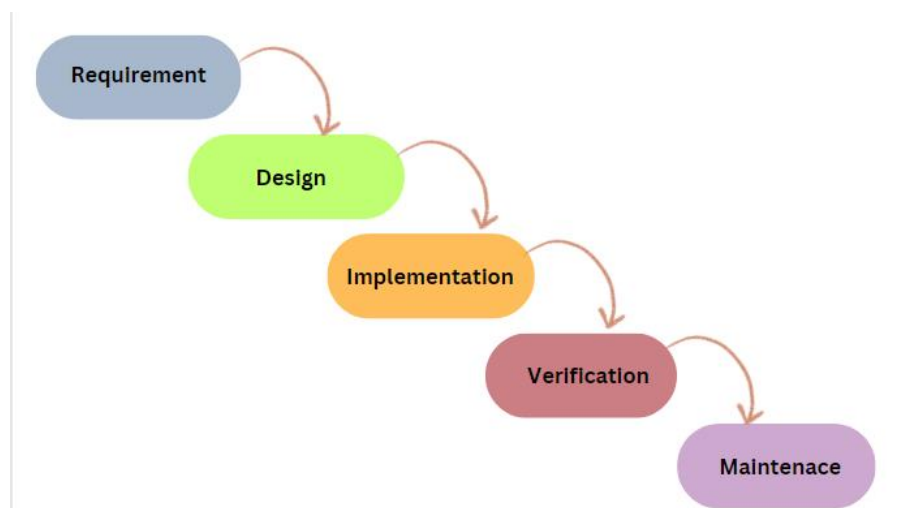 Requirement
Design
Implementation
Verification
Maintenace